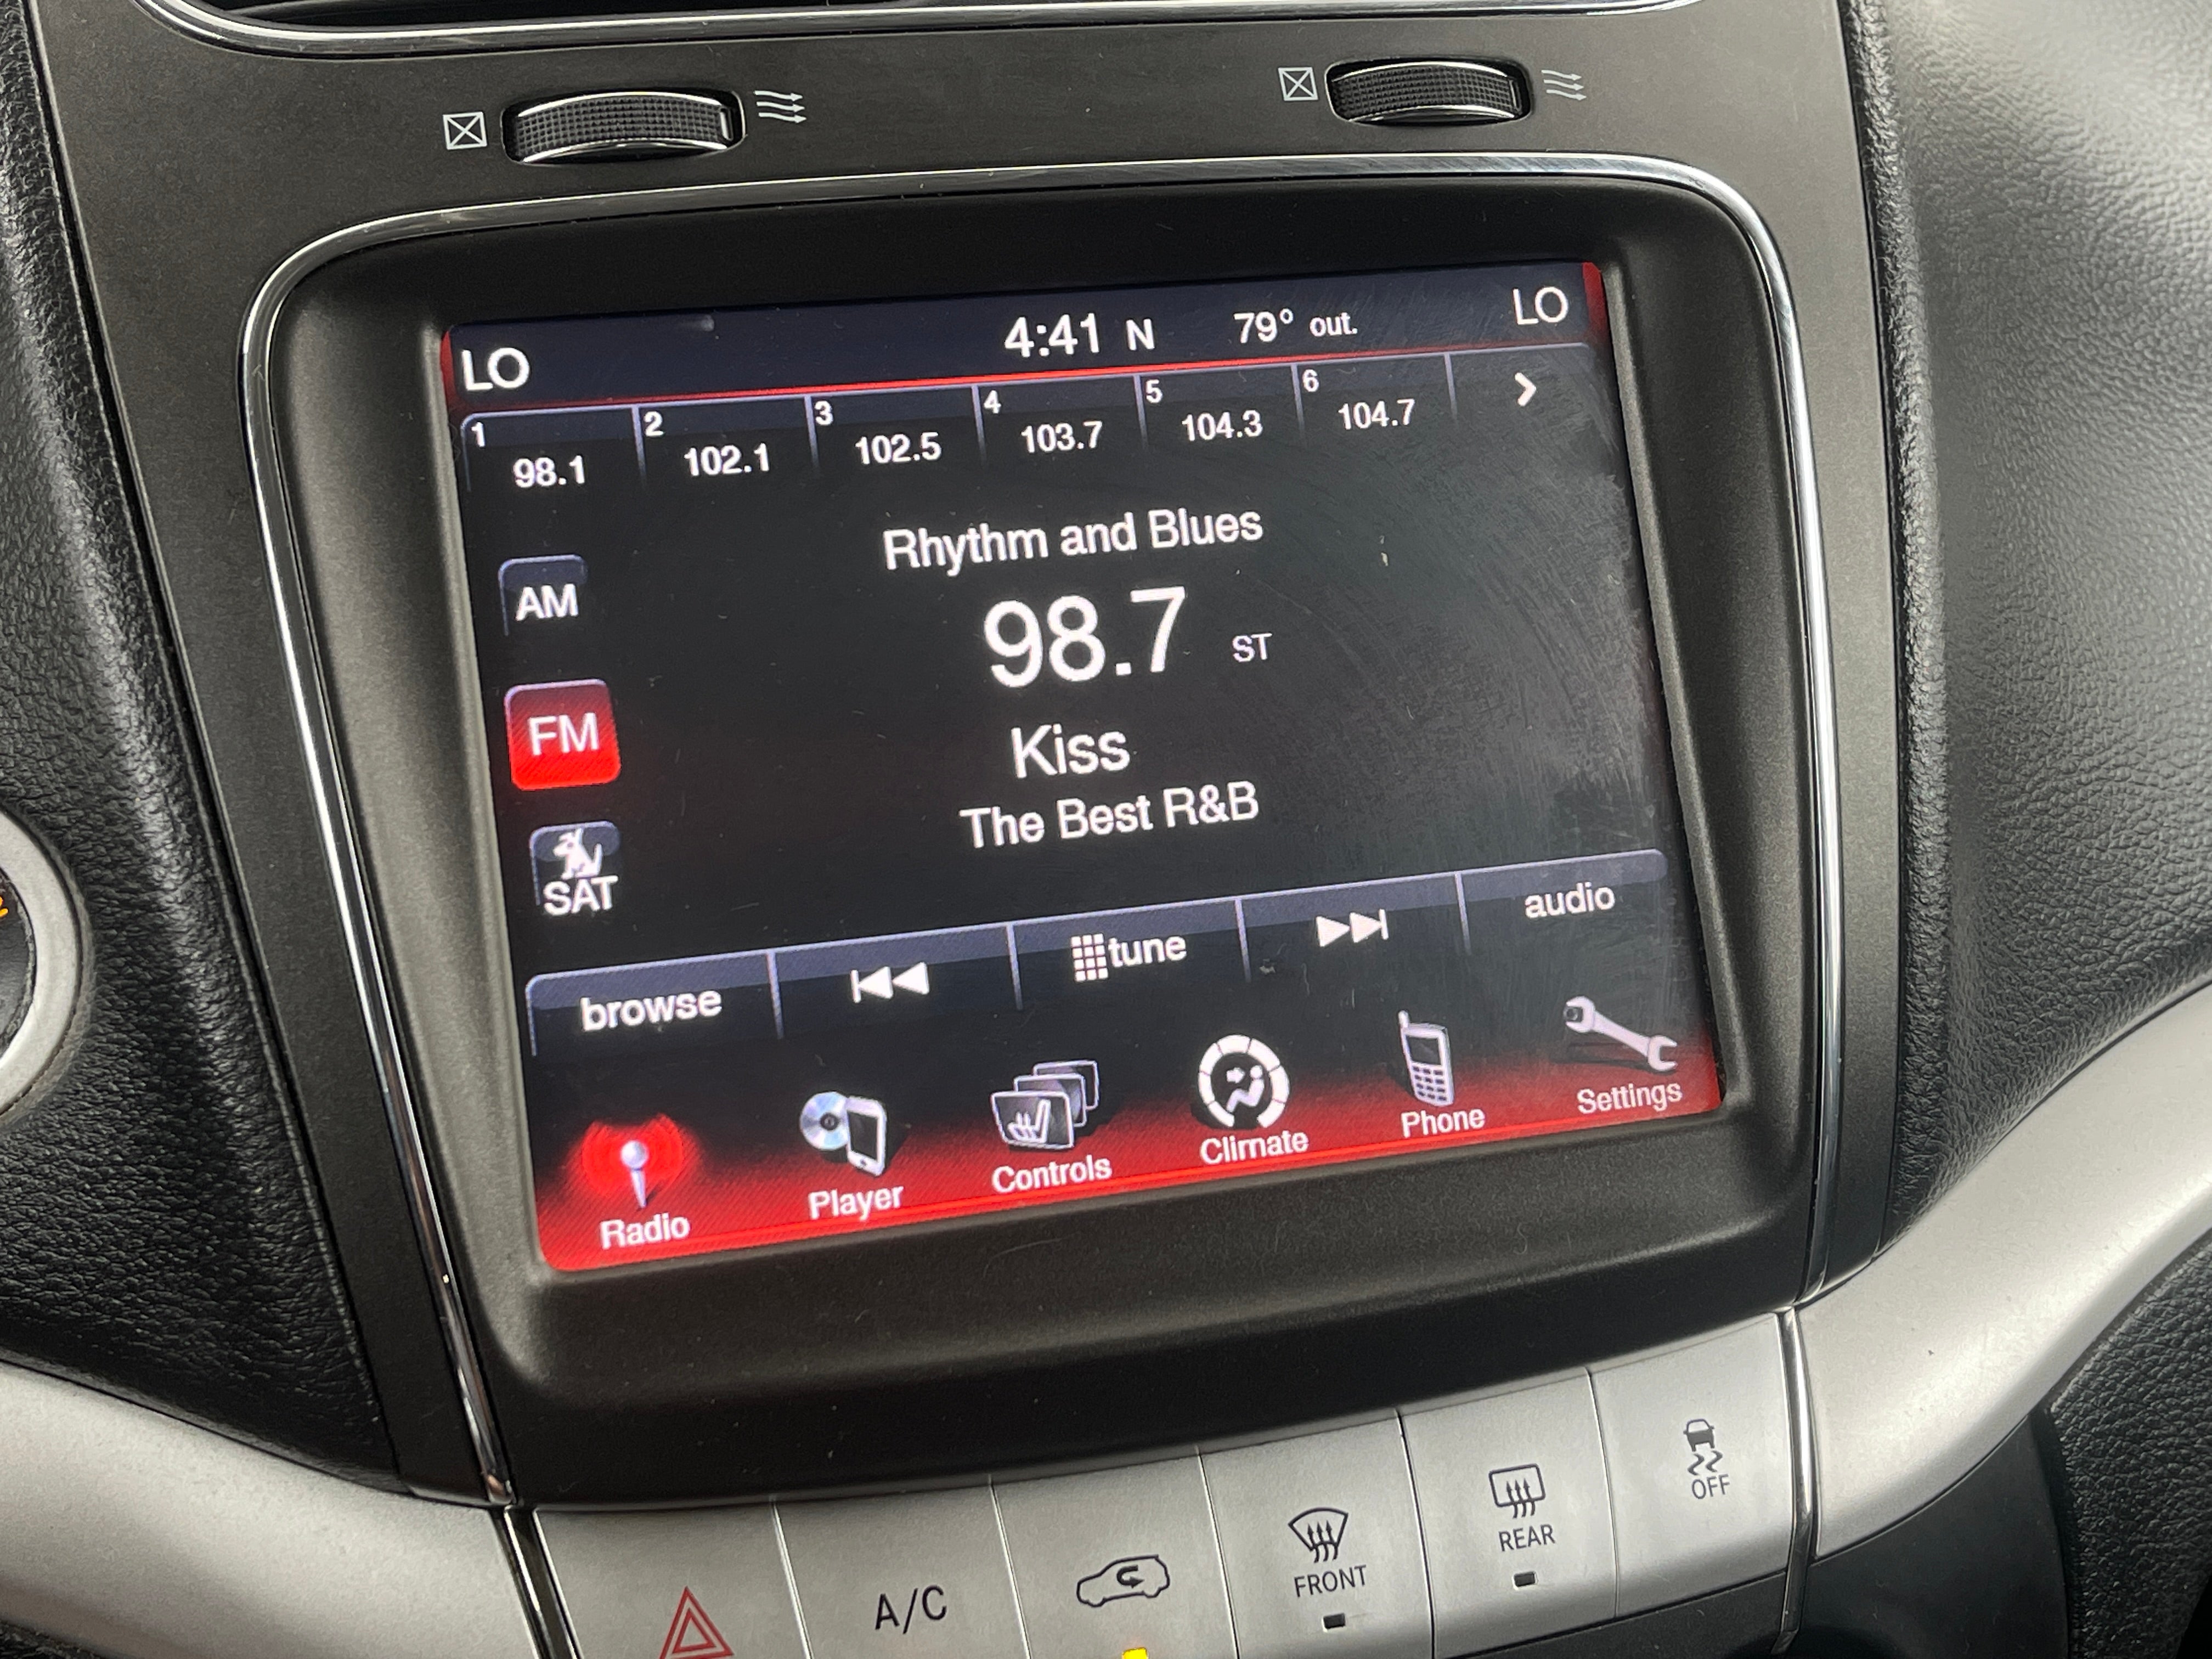 LO 4:41 N 79° out. LO
1 2 3 4 5 6
98.1 102.1 102.5 103.7 104.3 104.7
Rhythm and Blues
AM
98.7 ST
FM
Kiss
The Best R&B
SAT
browse tune audio
Radio Player Controls Climate Phone Settings
A/C FRONT REAR OFF